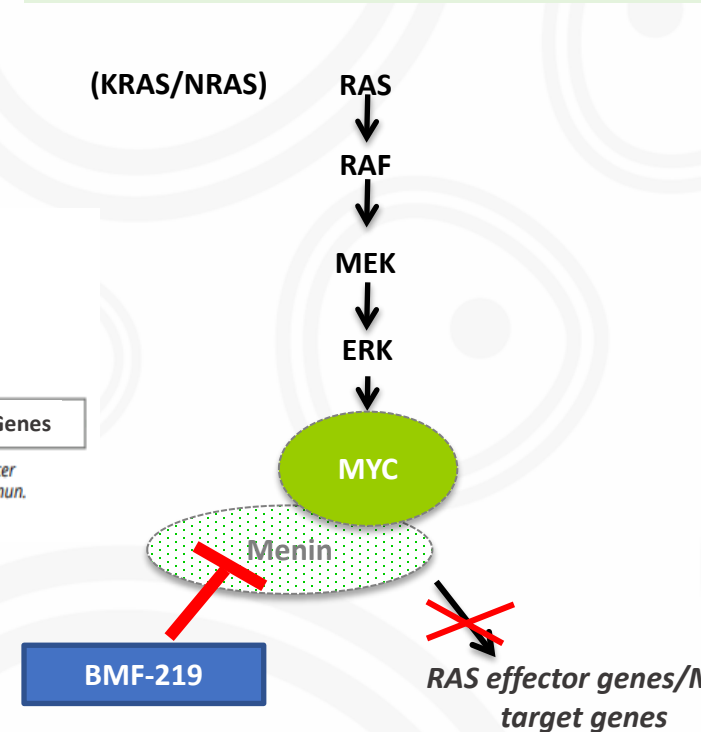 (KRAS/NRAS) RAS
RAF
MEK
ERK
Genes
MYC
Menin
BMF-219
RAS effector genes/
target genes